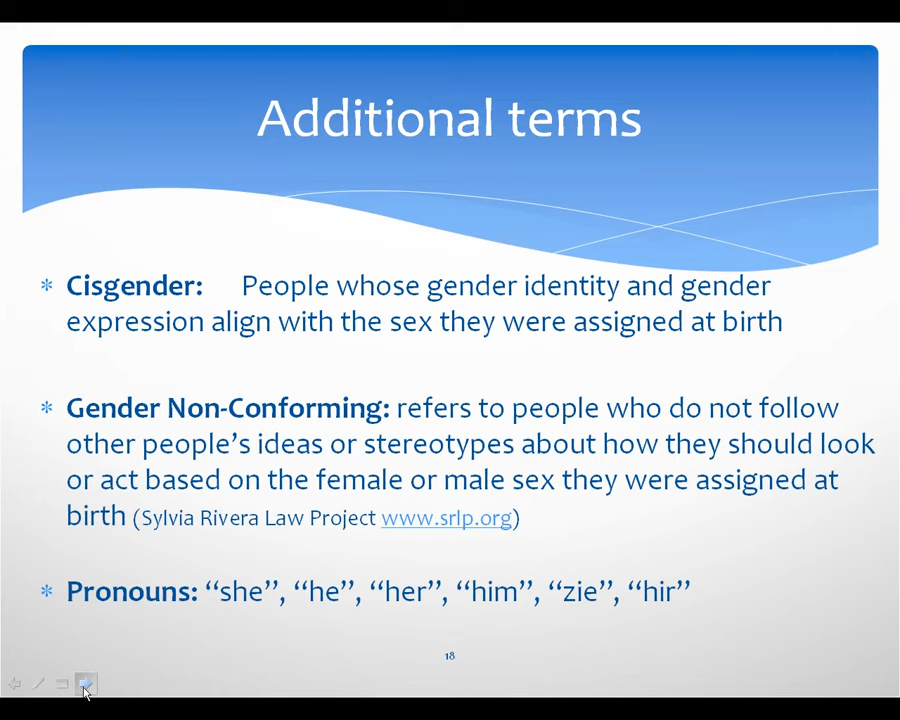 Additional terms
* Cisgender: People whose gender identity and gender
expression align with the sex they were assigned at birth
* Gender Non-Conforming: refers to people who do not follow
other people’s ideas or stereotypes about how they should look
or act based on the female or male sex they were assigned at
birth (Sylvia Rivera Law Project www.srlp.org)
* Pronouns: “she”, “he”, “her”, “him”, “zie”, “hir”
18